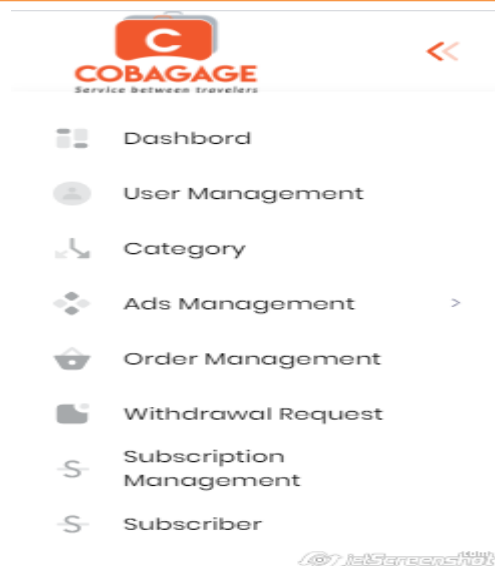 C
COBAGAGE
Service between travelers
Dashbord
User Management
Category
Ads Management >
Order Management
Withdrawal Request
Subscription
Management
Subscriber